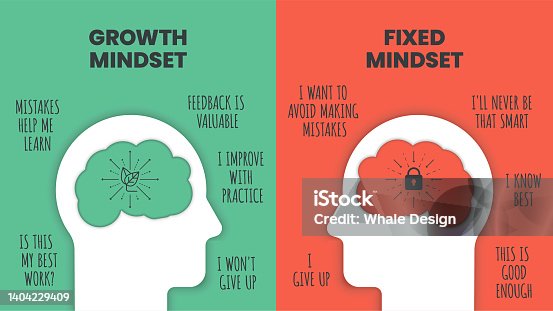 GROWTH
MINDSET
MISTAKES
HELP ME
LEARN
FEEDBACK IS
VALUABLE
I IMPROVE
WITH
PRACTICE
IS THIS
MY BEST
WORK?
I WON'T
GIVE UP
FIXED
MINDSET
I WANT TO
AVOID MAKING
MISTAKES
I'LL NEVER BE
THAT SMART
I KNOW
BEST
I
GIVE UP
THIS IS
GOOD
ENOUGH
iStock
Credit: Whale Design
1404229409